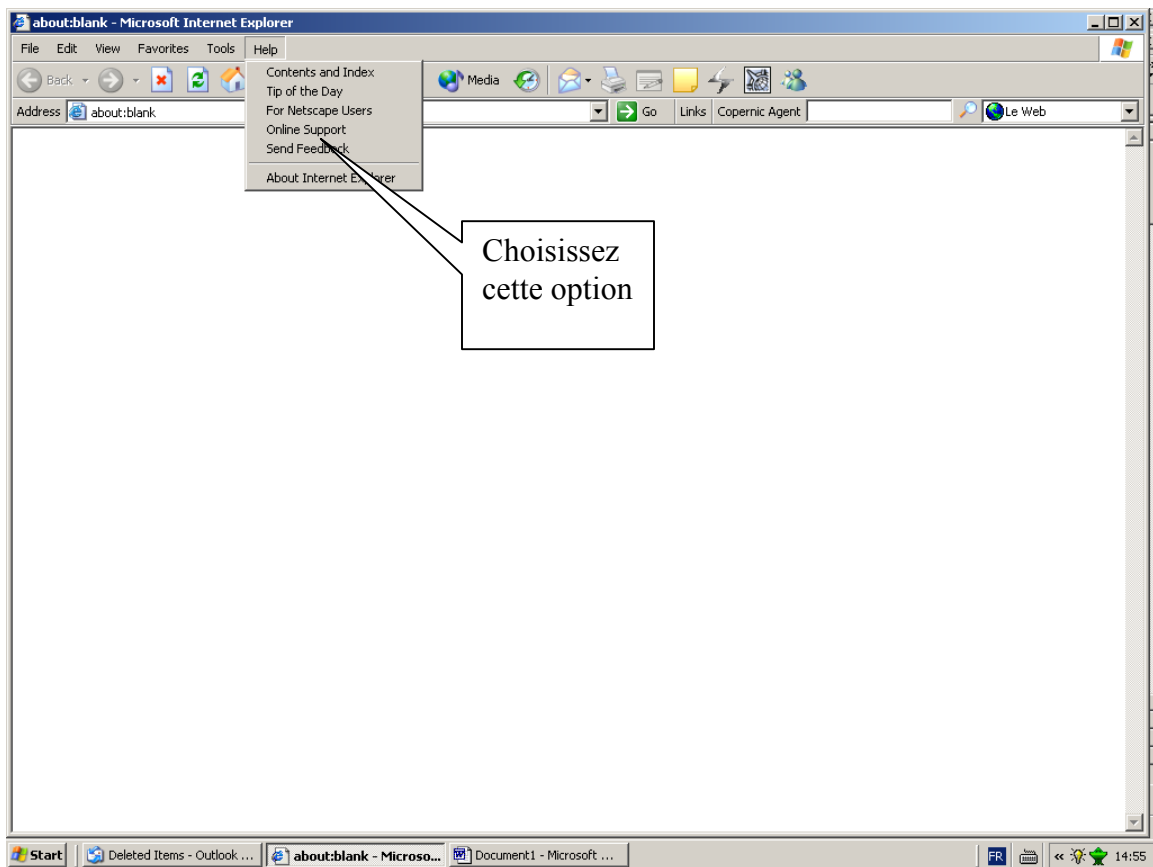 about:blank - Microsoft Internet Explorer
File Edit View Favorites Tools Help
Back Media
Contents and Index
Tip of the Day
For Netscape Users
Online Support
Send Feedback
About Internet Explorer
Address about:blank Go Links Copernic Agent Le Web
Choisissez
cette option
Start Deleted Items - Outlook ... about:blank - Microso... Document1 - Microsoft ... FR « 14:55